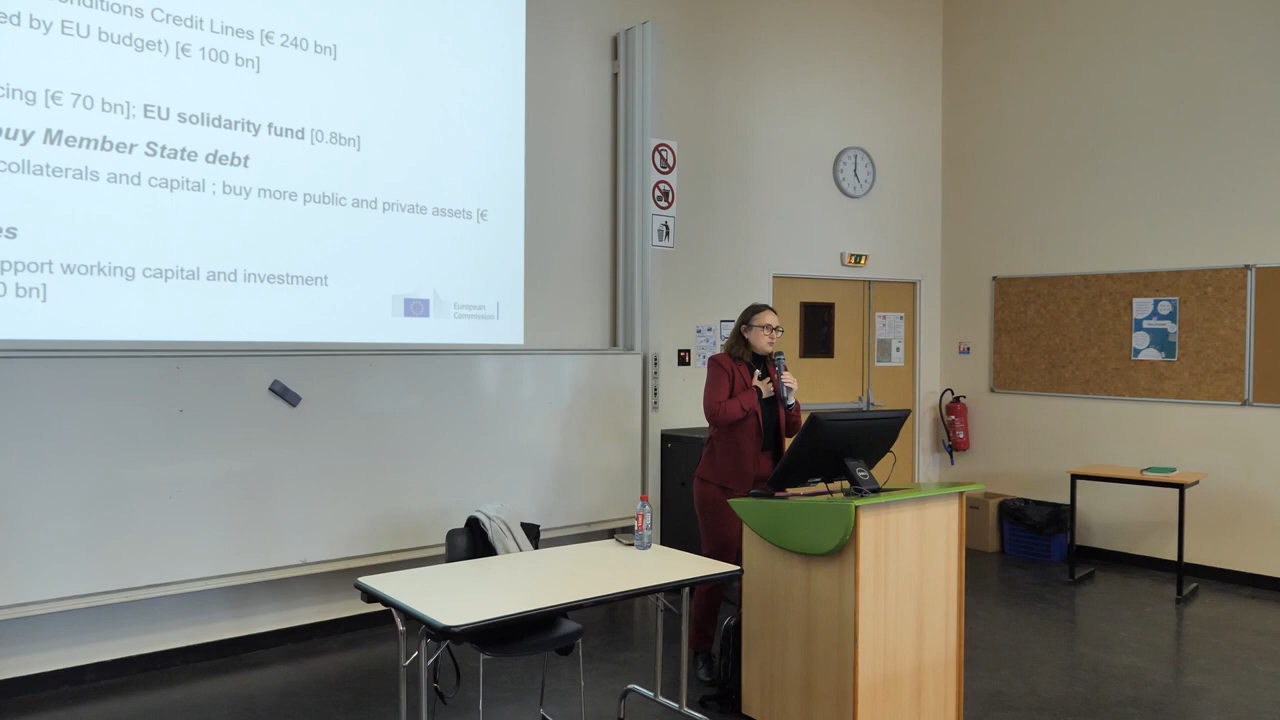 onditions Credit Lines [€ 240 bn]
ed by EU budget) [€ 100 bn]
cing [€ 70 bn]; EU solidarity fund [0.8bn]
buy Member State debt
collaterals and capital ; buy more public and private assets [€
es
pport working capital and investment
0 bn]
European
Commission
DELL